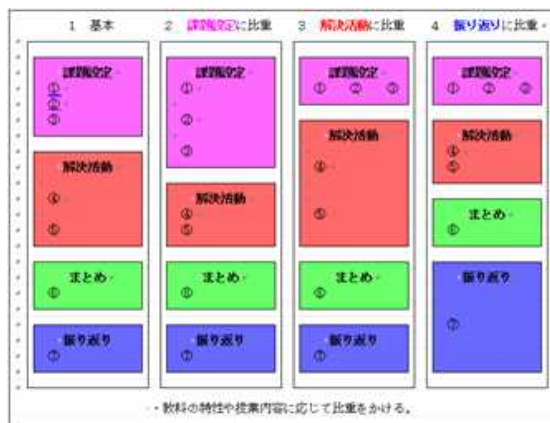 1 基本
課題設定
①
②
③
解決活動
④
⑤
まとめ
⑥
振り返り
⑦
2 課題設定に比重
課題設定
①
②
③
解決活動
④
⑤
まとめ
⑥
振り返り
⑦
3 解決活動に比重
課題設定
① ② ③
解決活動
④
⑤
まとめ
⑥
振り返り
⑦
4 振り返りに比重
課題設定
① ② ③
解決活動
④
⑤
まとめ
⑥
振り返り
⑦
・教科の特性や授業内容に応じて比重をかける。